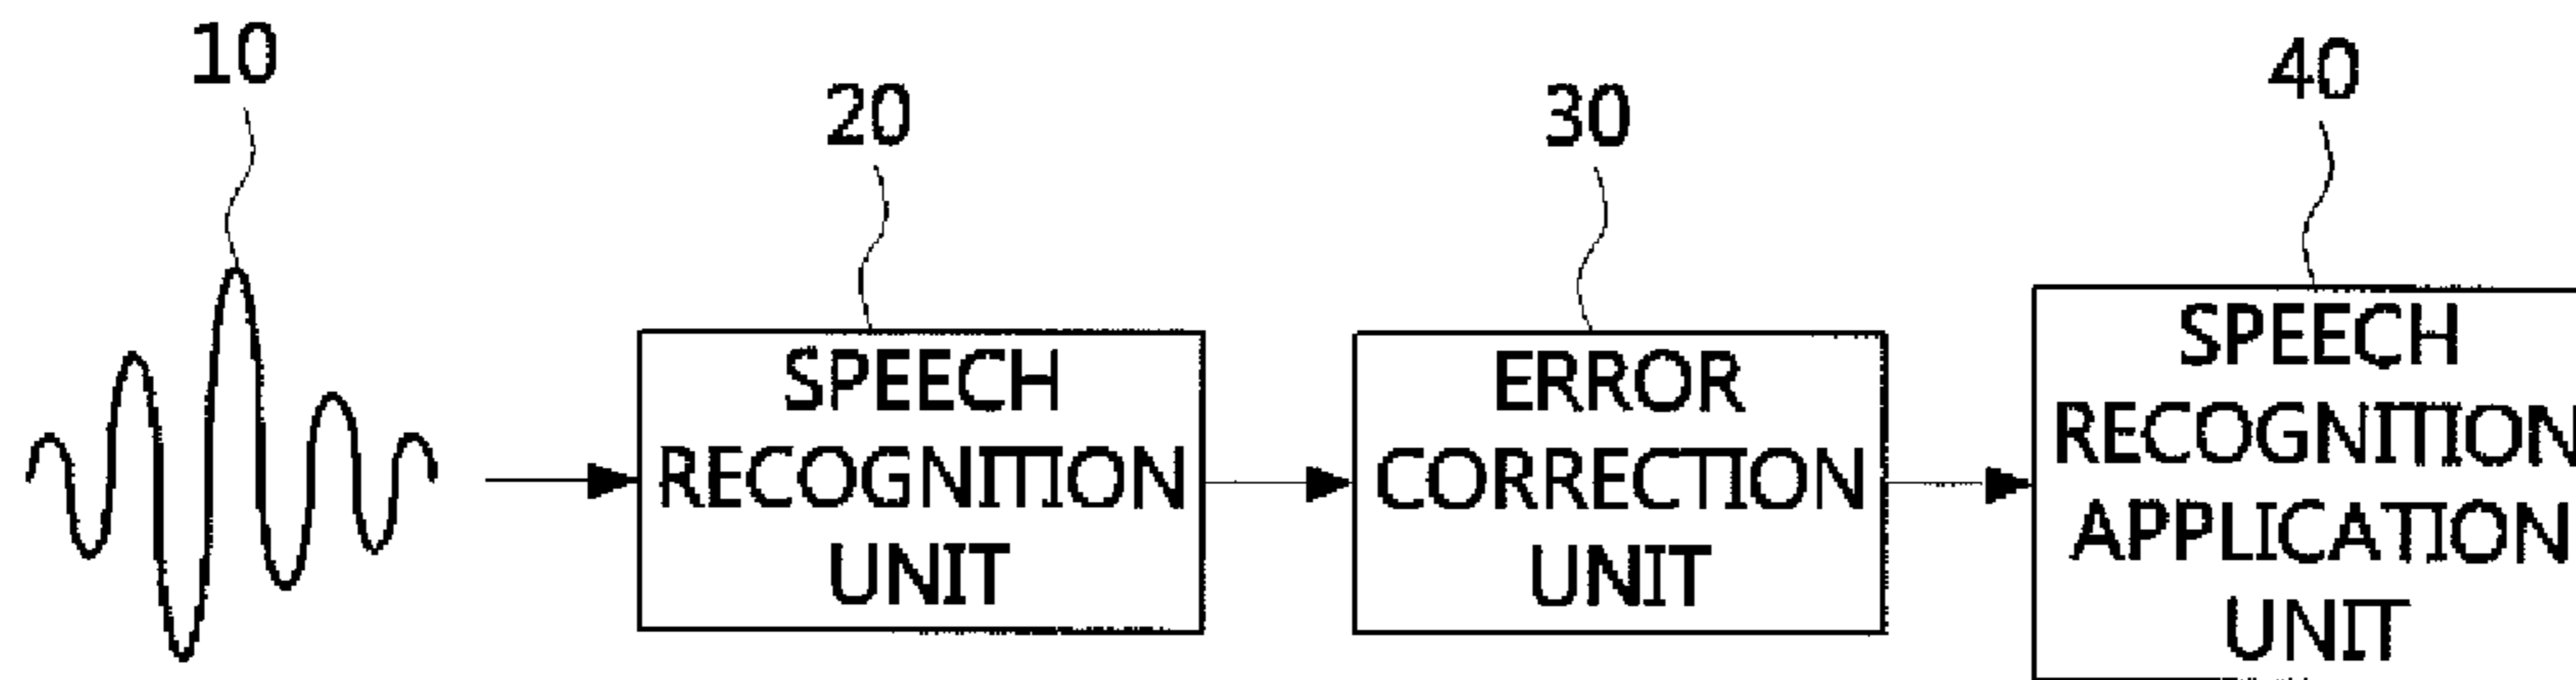 10
20
30
40
SPEECH
RECOGNITION
UNIT
ERROR
CORRECTION
UNIT
SPEECH
RECOGNITION
APPLICATION
UNIT